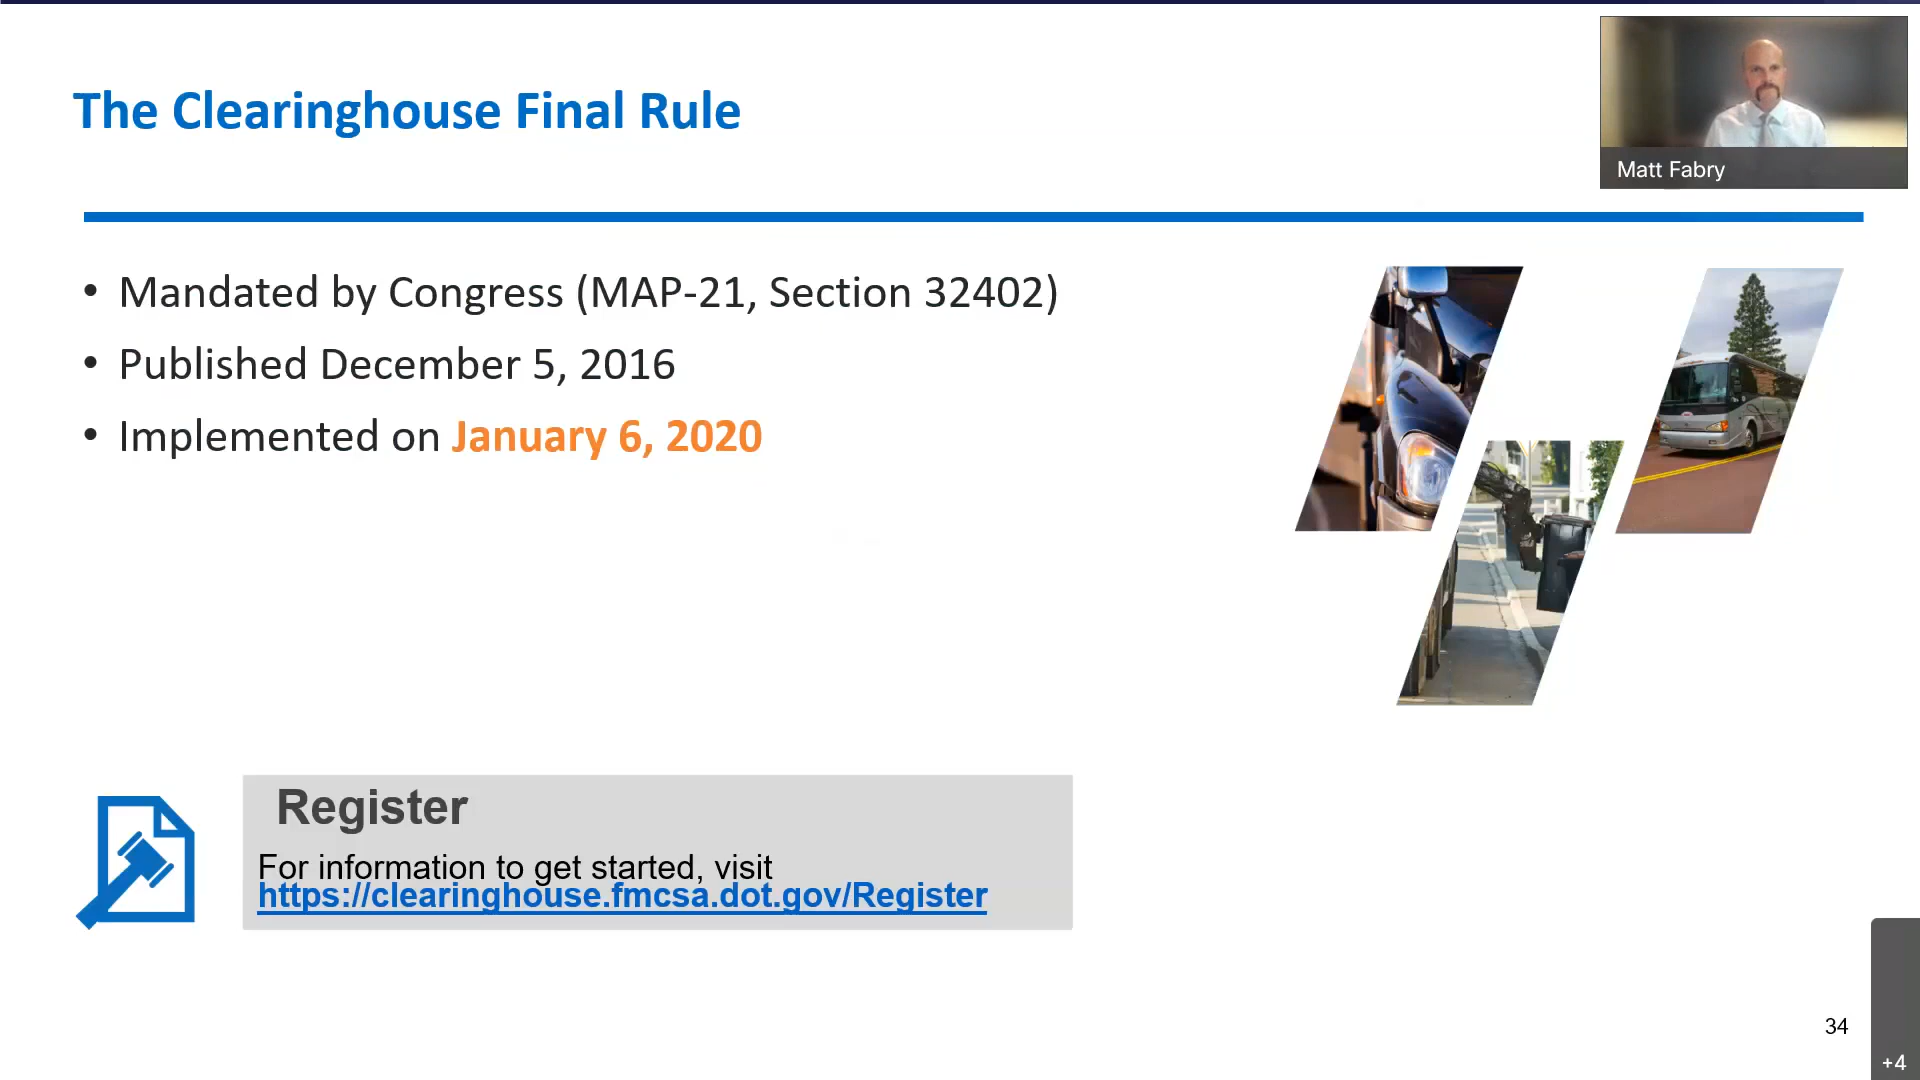 The Clearinghouse Final Rule
Matt Fabry
• Mandated by Congress (MAP-21, Section 32402)
• Published December 5, 2016
• Implemented on January 6, 2020
Register
For information to get started, visit
https://clearinghouse.fmcsa.dot.gov/Register
34
+4